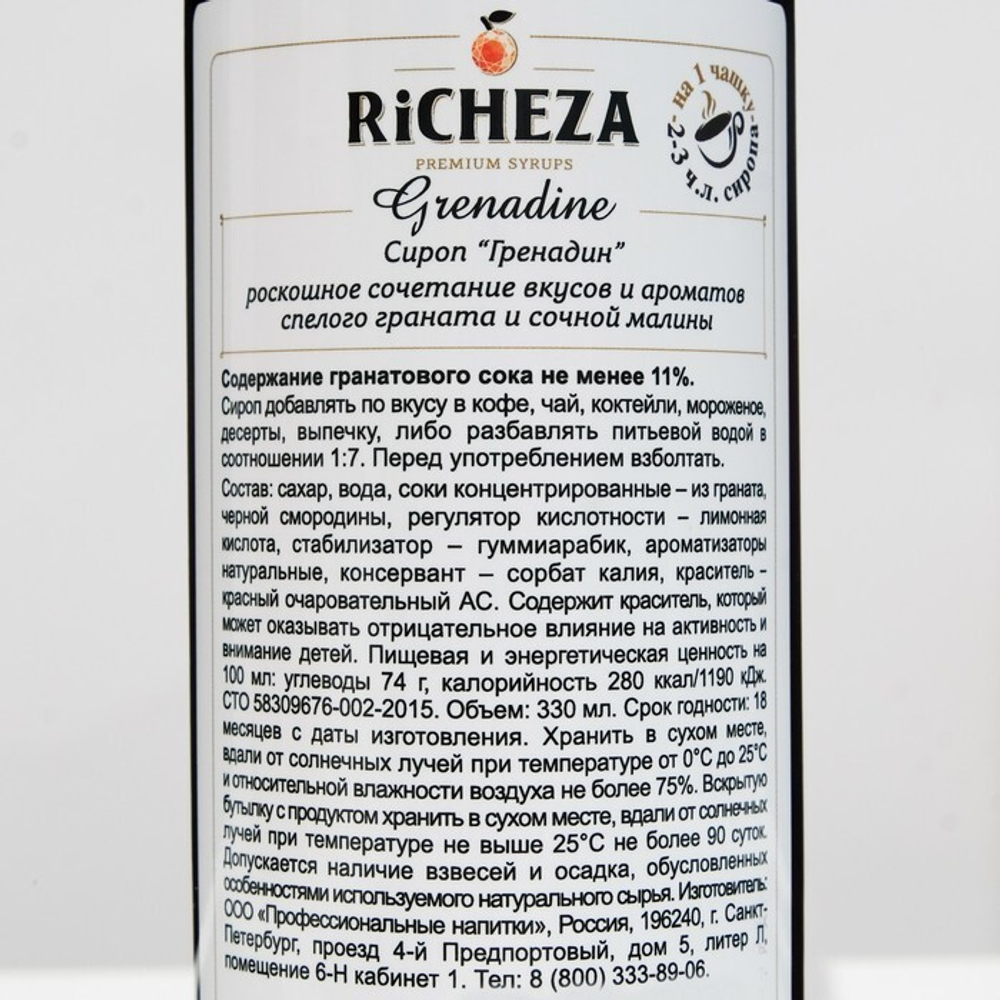 RiCHEZA
PREMIUM SYRUPS
- на 1 чашку -
2-3 ч.л. сиропа
Grenadine
Сироп “Гренадин”
роскошное сочетание вкусов и ароматов
спелого граната и сочной малины
Содержание гранатового сока не менее 11%.
Сироп добавлять по вкусу в кофе, чай, коктейли, мороженое,
десерты, выпечку, либо разбавлять питьевой водой в
соотношении 1:7. Перед употреблением взболтать.
Состав: сахар, вода, соки концентрированные – из граната,
черной смородины, регулятор кислотности – лимонная
кислота, стабилизатор – гуммиарабик, ароматизаторы
натуральные, консервант – сорбат калия, краситель –
красный очаровательный АС. Содержит краситель, который
может оказывать отрицательное влияние на активность и
внимание детей. Пищевая и энергетическая ценность на
100 мл: углеводы 74 г, калорийность 280 ккал/1190 кДж.
СТО 58309676-002-2015. Объем: 330 мл. Срок годности: 18
месяцев с даты изготовления. Хранить в сухом месте,
вдали от солнечных лучей при температуре от 0°С до 25°С
и относительной влажности воздуха не более 75%. Вскрытую
бутылку с продуктом хранить в сухом месте, вдали от солнечных
лучей при температуре не выше 25°С не более 90 суток.
Допускается наличие взвесей и осадка, обусловленных
особенностями используемого натурального сырья. Изготовитель:
ООО «Профессиональные напитки», Россия, 196240, г. Санкт-
Петербург, проезд 4-й Предпортовый, дом 5, литер Л,
помещение 6-Н кабинет 1. Тел: 8 (800) 333-89-06.